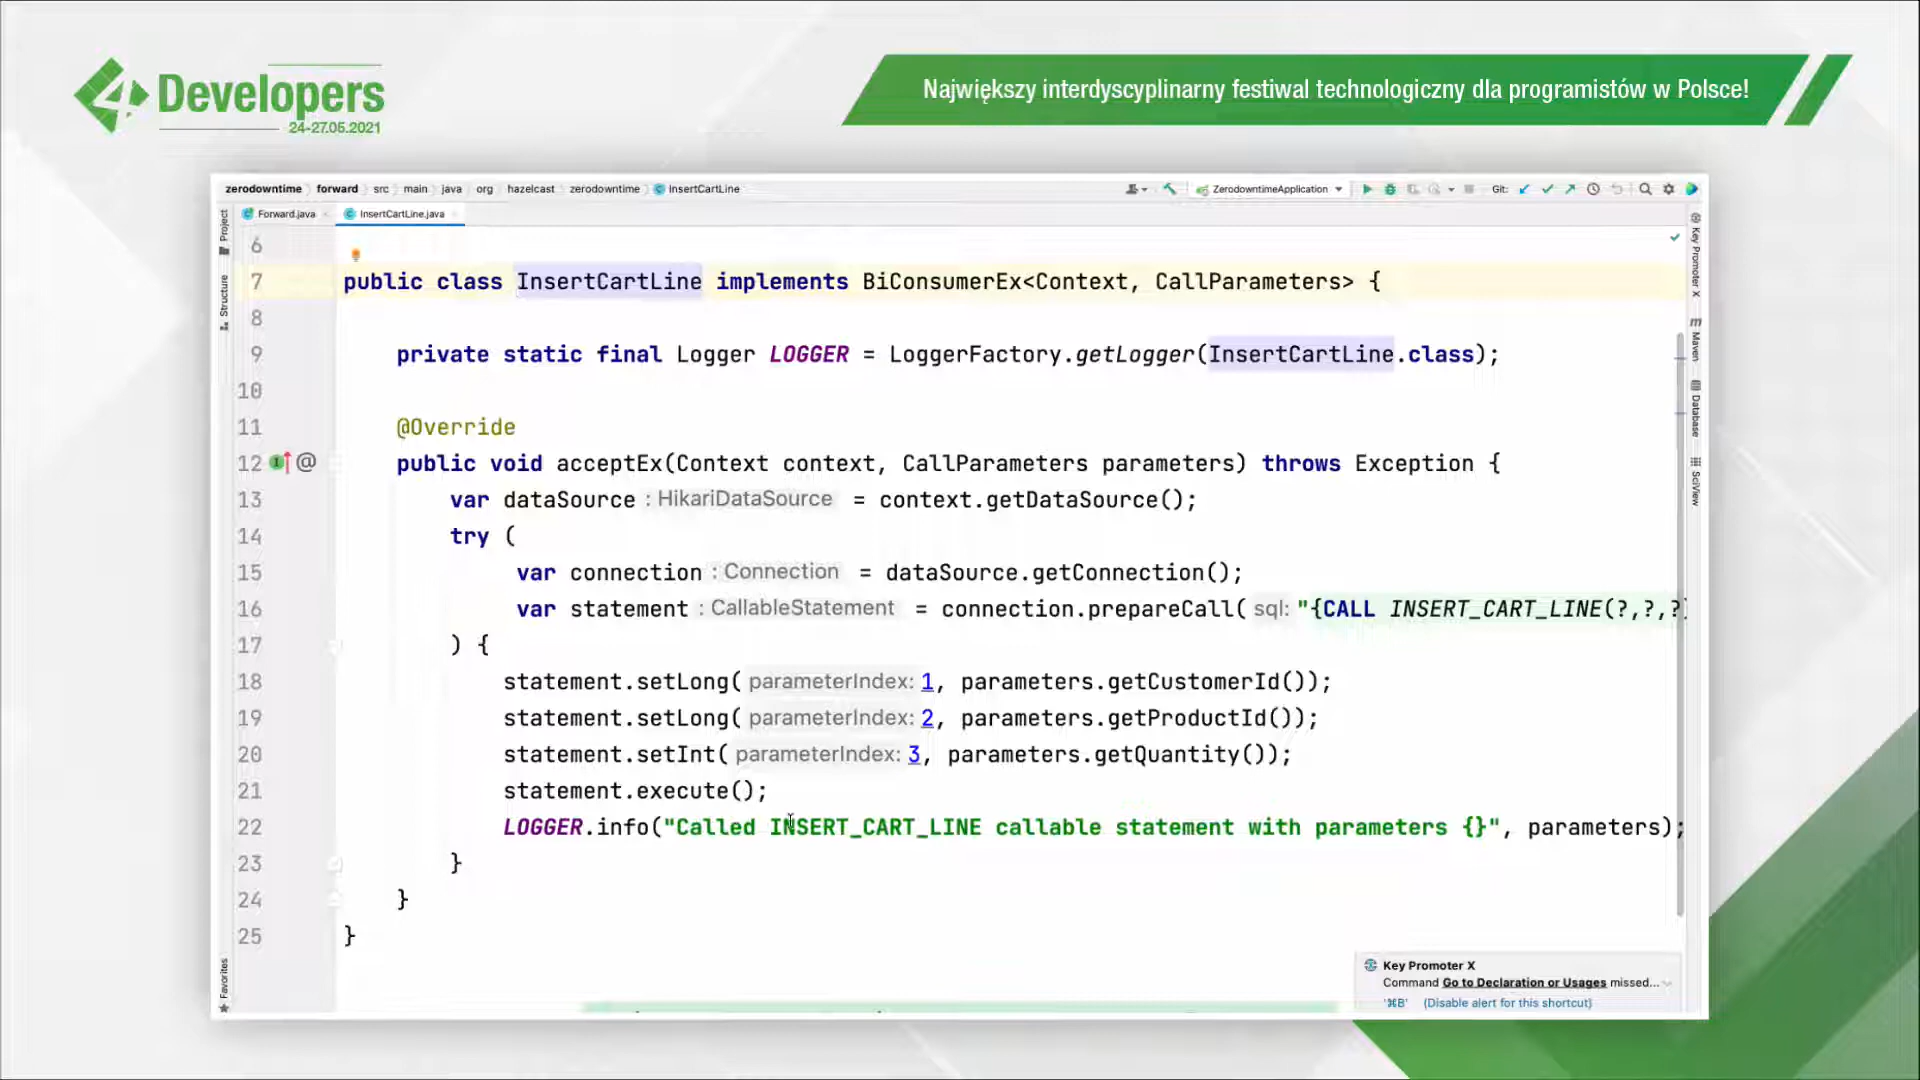 4Developers
24-27.05.2021
Największy interdyscyplinarny festiwal technologiczny dla programistów w Polsce!
zerodowntime forward src main java org hazelcast zerodowntime InsertCartLine
ZerodowntimeApplication
Git:
Forward.java
InsertCartLine.java
Project
Structure
Favorites
Key Promoter X
Maven
Database
SciView
6
7 public class InsertCartLine implements BiConsumerEx<Context, CallParameters> {
8
9 private static final Logger LOGGER = LoggerFactory.getLogger(InsertCartLine.class);
10
11 @Override
12 public void acceptEx(Context context, CallParameters parameters) throws Exception {
13 var dataSource : HikariDataSource = context.getDataSource();
14 try (
15 var connection : Connection = dataSource.getConnection();
16 var statement : CallableStatement = connection.prepareCall( sql: "{CALL INSERT_CART_LINE(?,?,?
17 ) {
18 statement.setLong( parameterIndex: 1, parameters.getCustomerId());
19 statement.setLong( parameterIndex: 2, parameters.getProductId());
20 statement.setInt( parameterIndex: 3, parameters.getQuantity());
21 statement.execute();
22 LOGGER.info("Called INSERT_CART_LINE callable statement with parameters {}", parameters);
23 }
24 }
25 }
Key Promoter X
Command Go to Declaration or Usages missed...
'⌘B' (Disable alert for this shortcut)